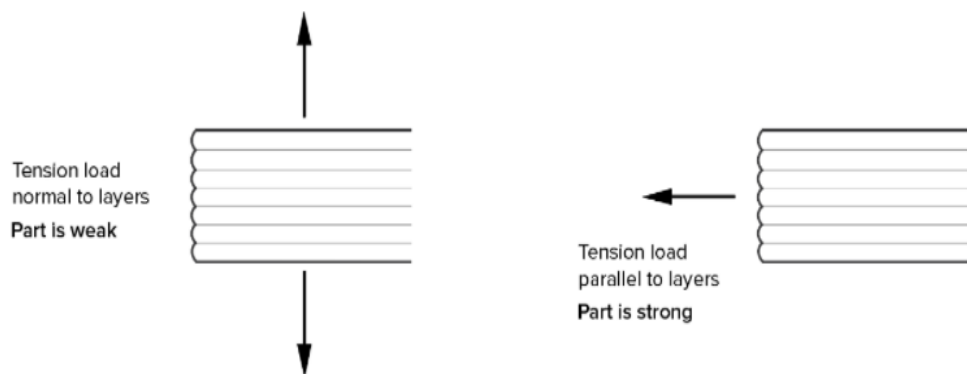 Tension load
normal to layers
Part is weak
Tension load
parallel to layers
Part is strong